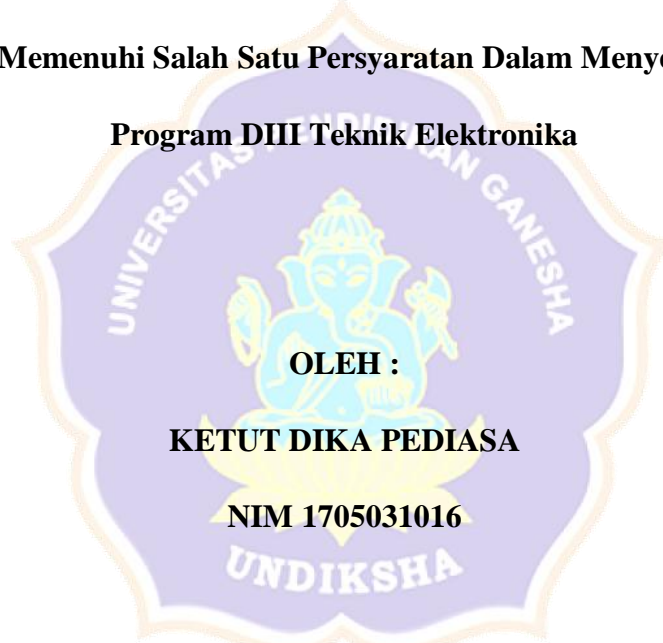 Memenuhi Salah Satu Persyaratan Dalam
Program DIII Teknik Elektronika
UNIVERSITAS PENDIDIKAN GANESHA
OLEH :
KETUT DIKA PEDIASA
NIM 1705031016
UNDIKSHA